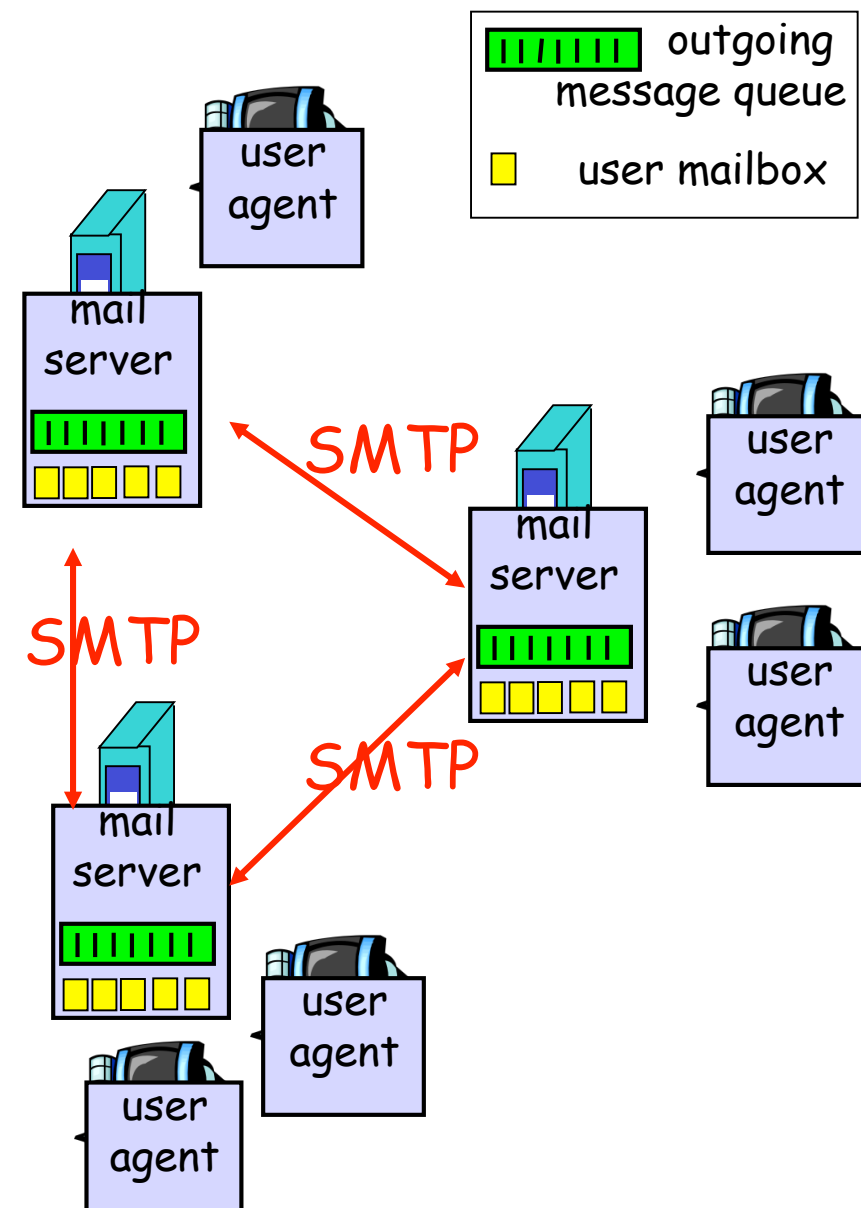 outgoing
message queue
user mailbox
user
agent
mail
server
SMTP
user
agent
mail
server
user
agent
SMTP
SMTP
mail
server
user
agent
user
agent